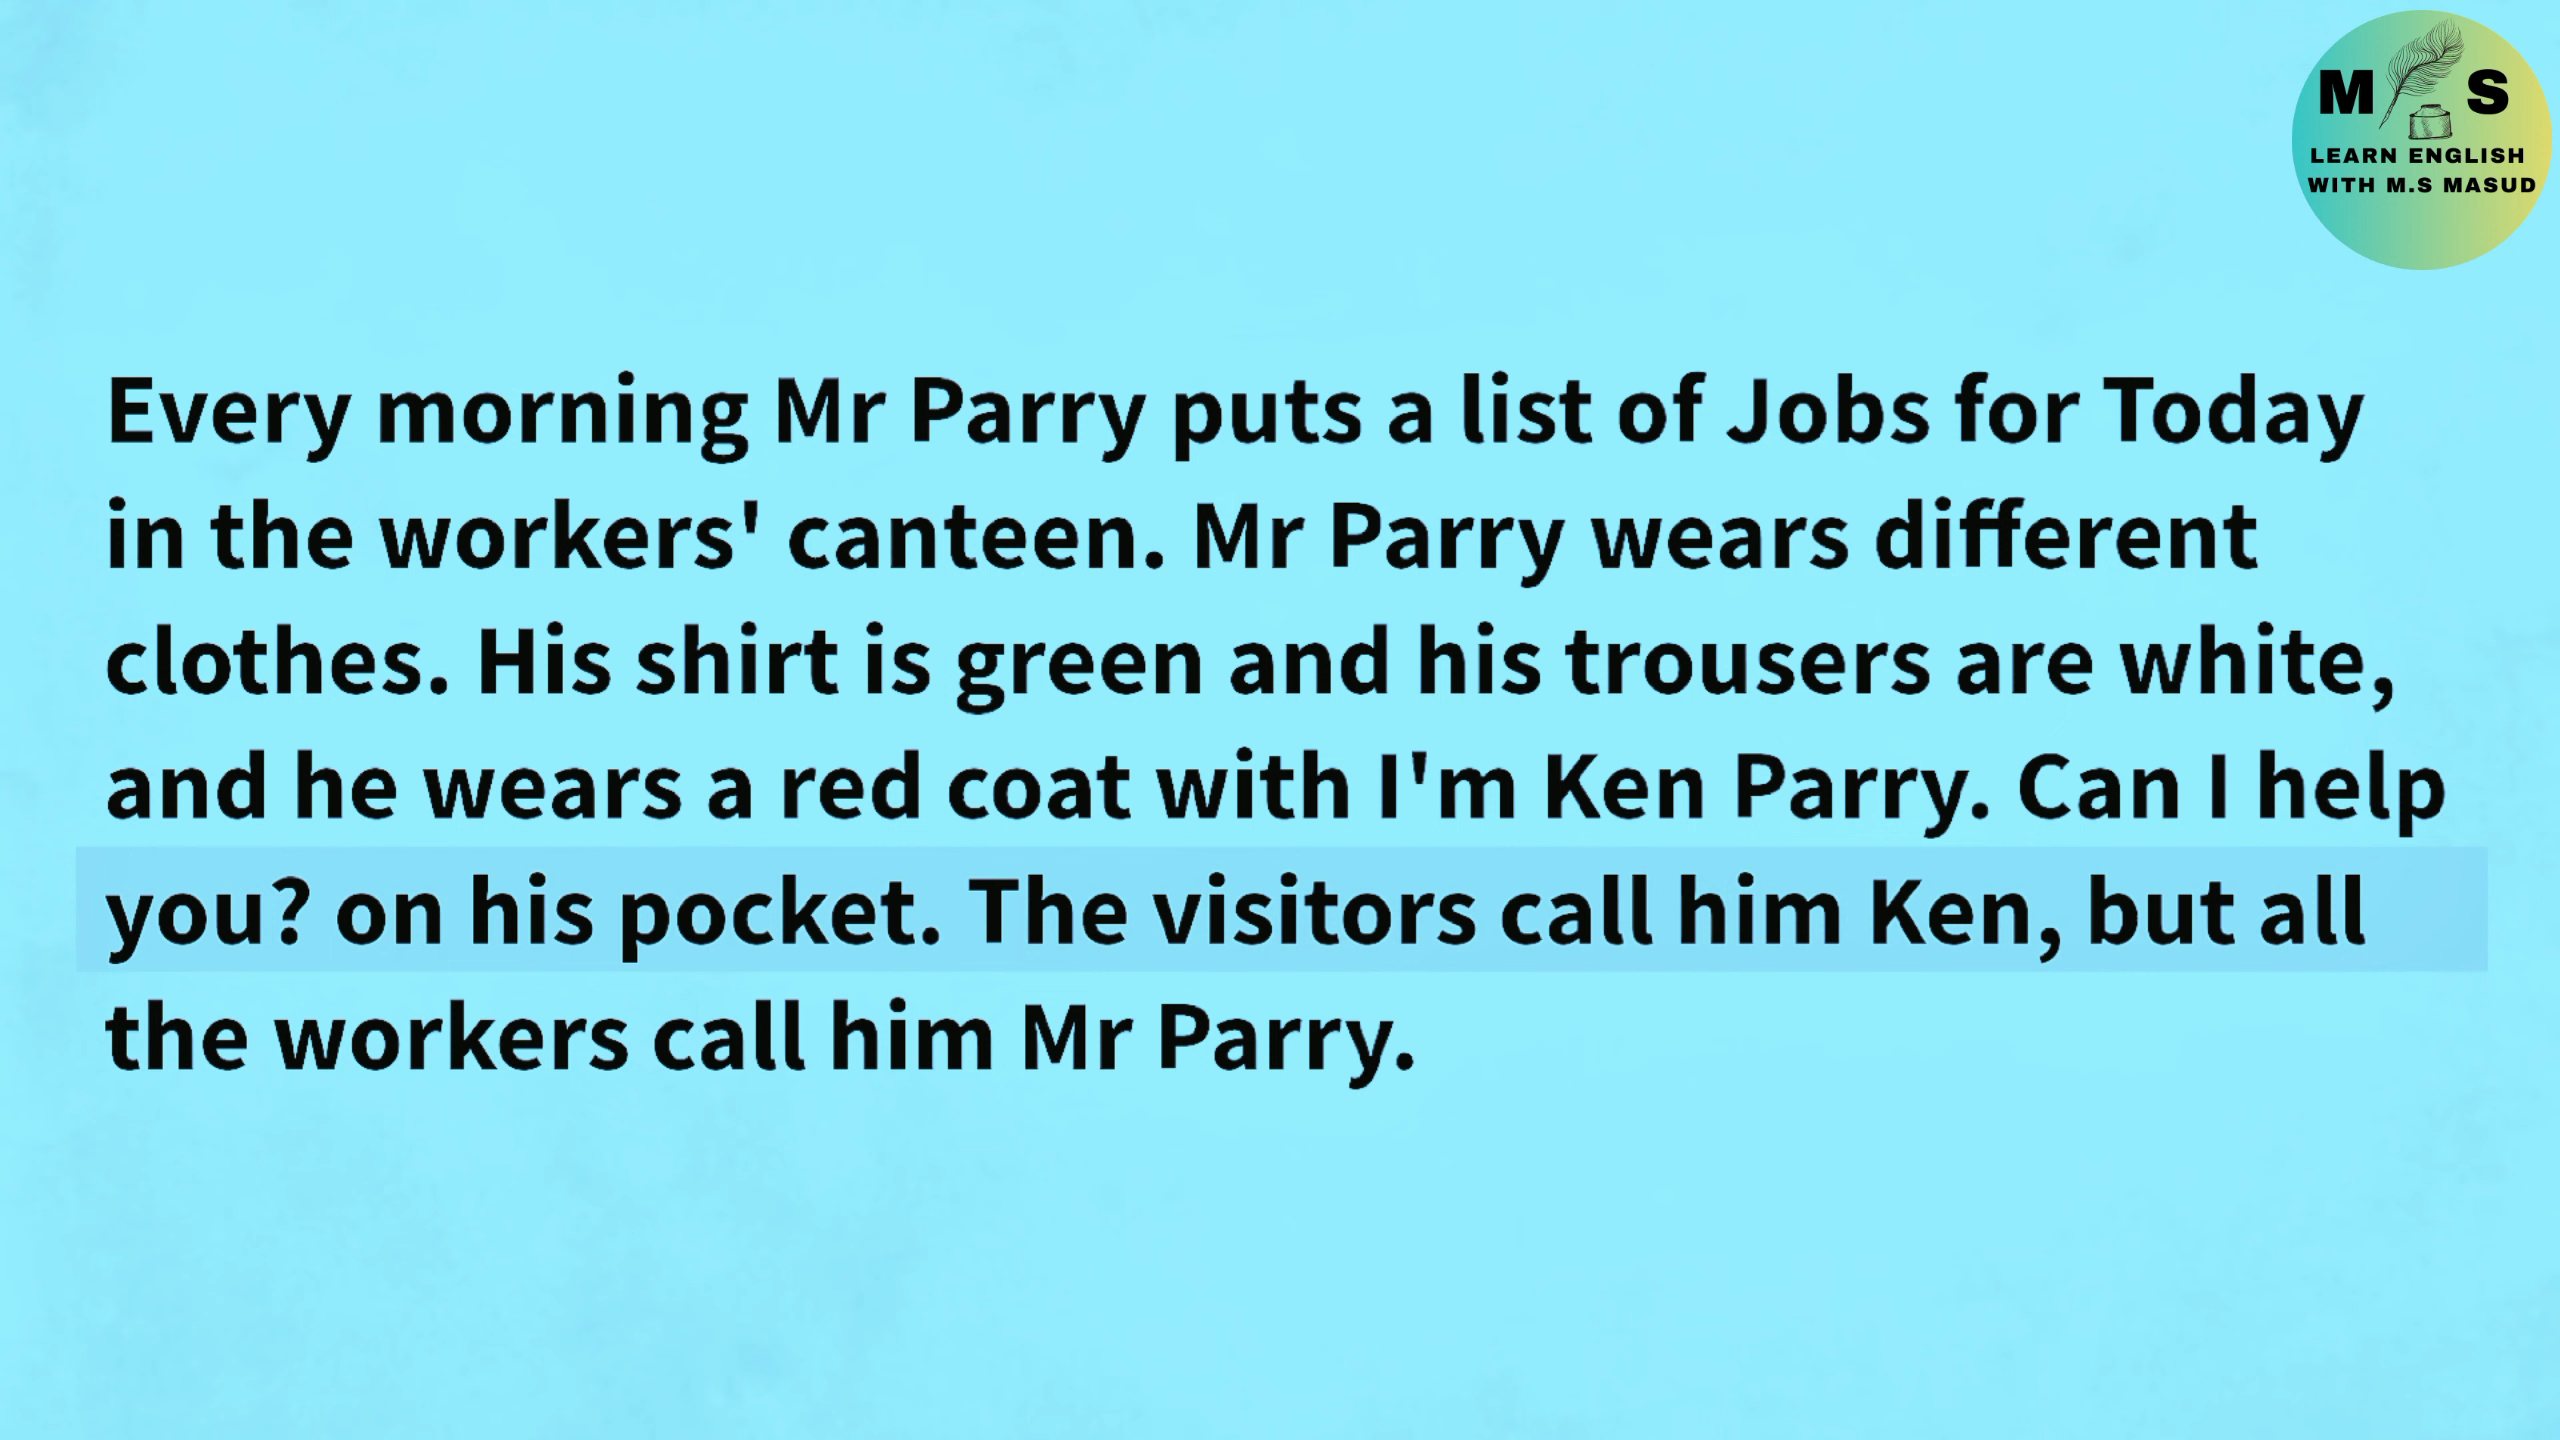 M S
LEARN ENGLISH
WITH M.S MASUD
Every morning Mr Parry puts a list of Jobs for Today
in the workers' canteen. Mr Parry wears different
clothes. His shirt is green and his trousers are white,
and he wears a red coat with I'm Ken Parry. Can I help
you? on his pocket. The visitors call him Ken, but all
the workers call him Mr Parry.